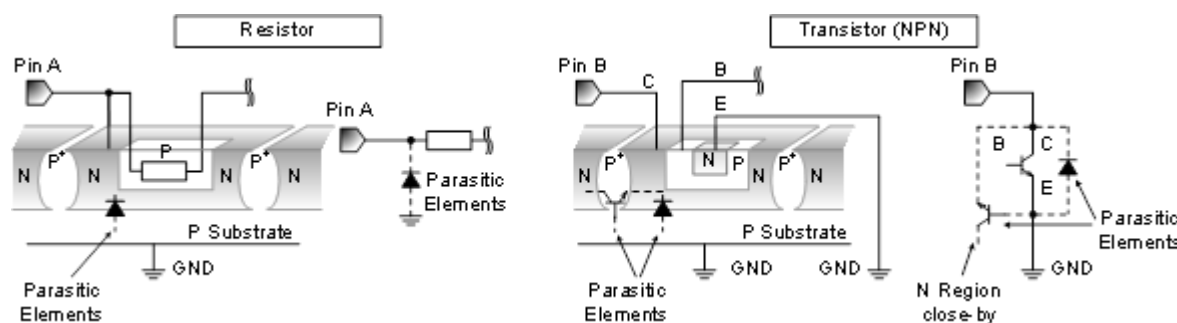 Resistor
Pin A
N
P+
N
P
N
P+
N
P Substrate
GND
Parasitic
Elements
Pin A
Parasitic
Elements
Transistor (NPN)
Pin B
C
B
E
N
P+
N
N
P
N
P+
N
P Substrate
GND
GND
Parasitic
Elements
Pin B
B
C
E
Parasitic
Elements
GND
N Region
close-by